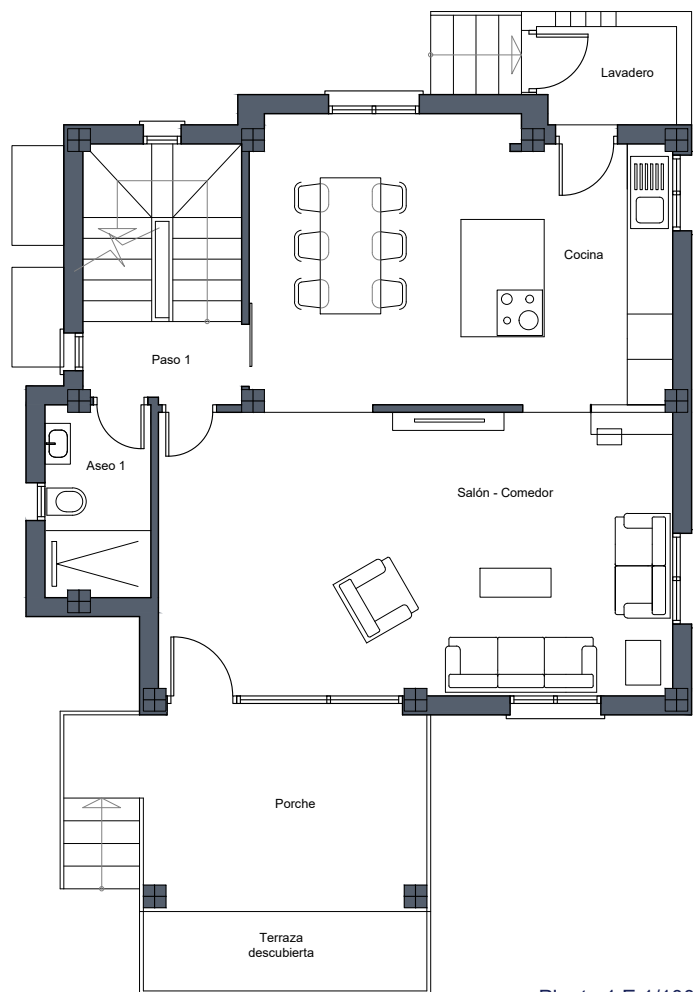 Lavadero
Cocina
Paso 1
Aseo 1
Salón - Comedor
Porche
Terraza
descubierta